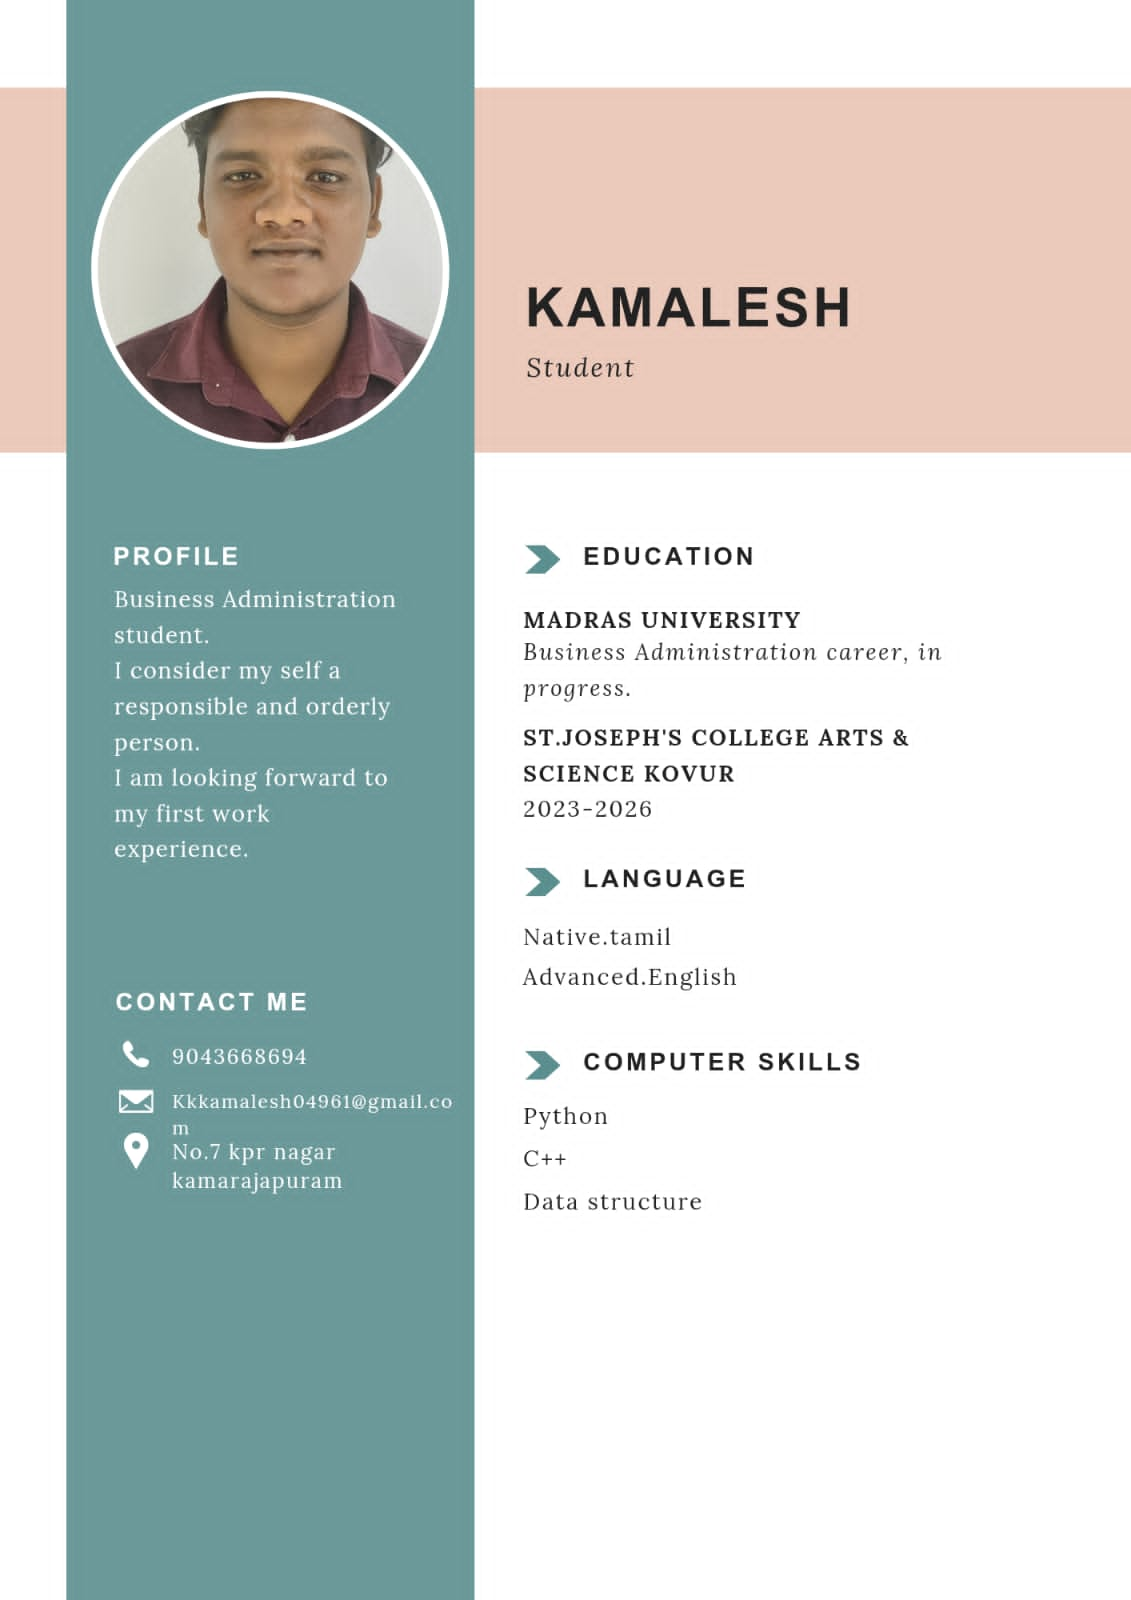 KAMALESH
Student
PROFILE
Business Administration
student.
I consider my self a
responsible and orderly
person.
I am looking forward to
my first work
experience.
CONTACT ME
9043668694
Kkkamalesh04961@gmail.co
m
No.7 kpr nagar
kamarajapuram
EDUCATION
MADRAS UNIVERSITY
Business Administration career, in
progress.
ST.JOSEPH'S COLLEGE ARTS &
SCIENCE KOVUR
2023-2026
LANGUAGE
Native.tamil
Advanced.English
COMPUTER SKILLS
Python
C++
Data structure